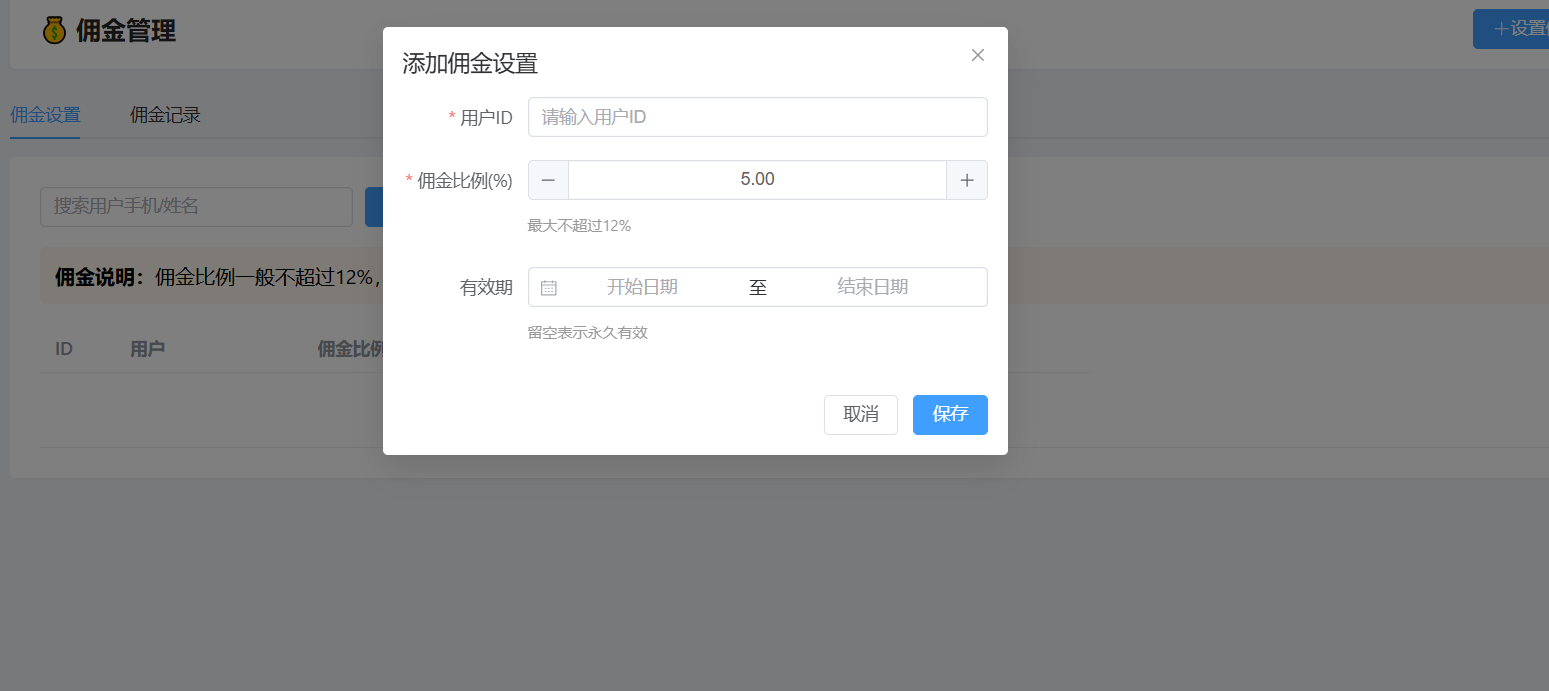 佣金管理
+设置
佣金设置
佣金记录
搜索用户手机/姓名
佣金说明：佣金比例一般不超过12%，
ID
用户
佣金比例
添加佣金设置
* 用户ID
请输入用户ID
* 佣金比例(%)
5.00
最大不超过12%
有效期
开始日期
至
结束日期
留空表示永久有效
取消
保存